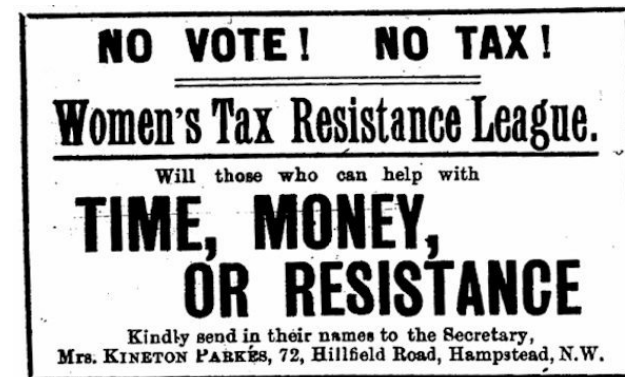 NO VOTE! NO TAX!
Women's Tax Resistance League.
Will those who can help with
TIME, MONEY,
OR RESISTANCE
Kindly send in their names to the Secretary,
Mrs. KINETON PARKES, 72, Hillfield Road, Hampstead, N.W.